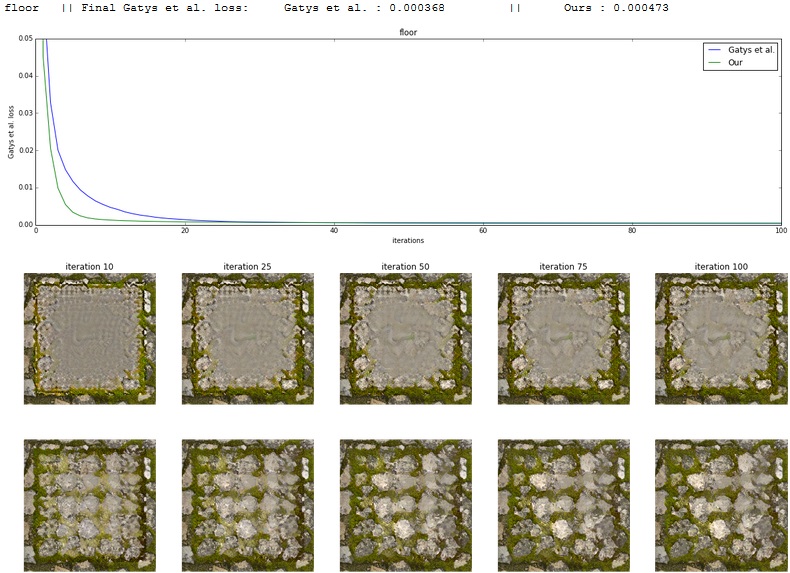 floor || Final Gatys et al. loss: Gatys et al. : 0.000368 || Ours : 0.000473
floor
0.05
0.04
0.03
0.02
0.01
0.00
Gatys et al. loss
Gatys et al.
Our
0 20 40 60 80 100
iterations
iteration 10 iteration 25 iteration 50 iteration 75 iteration 100